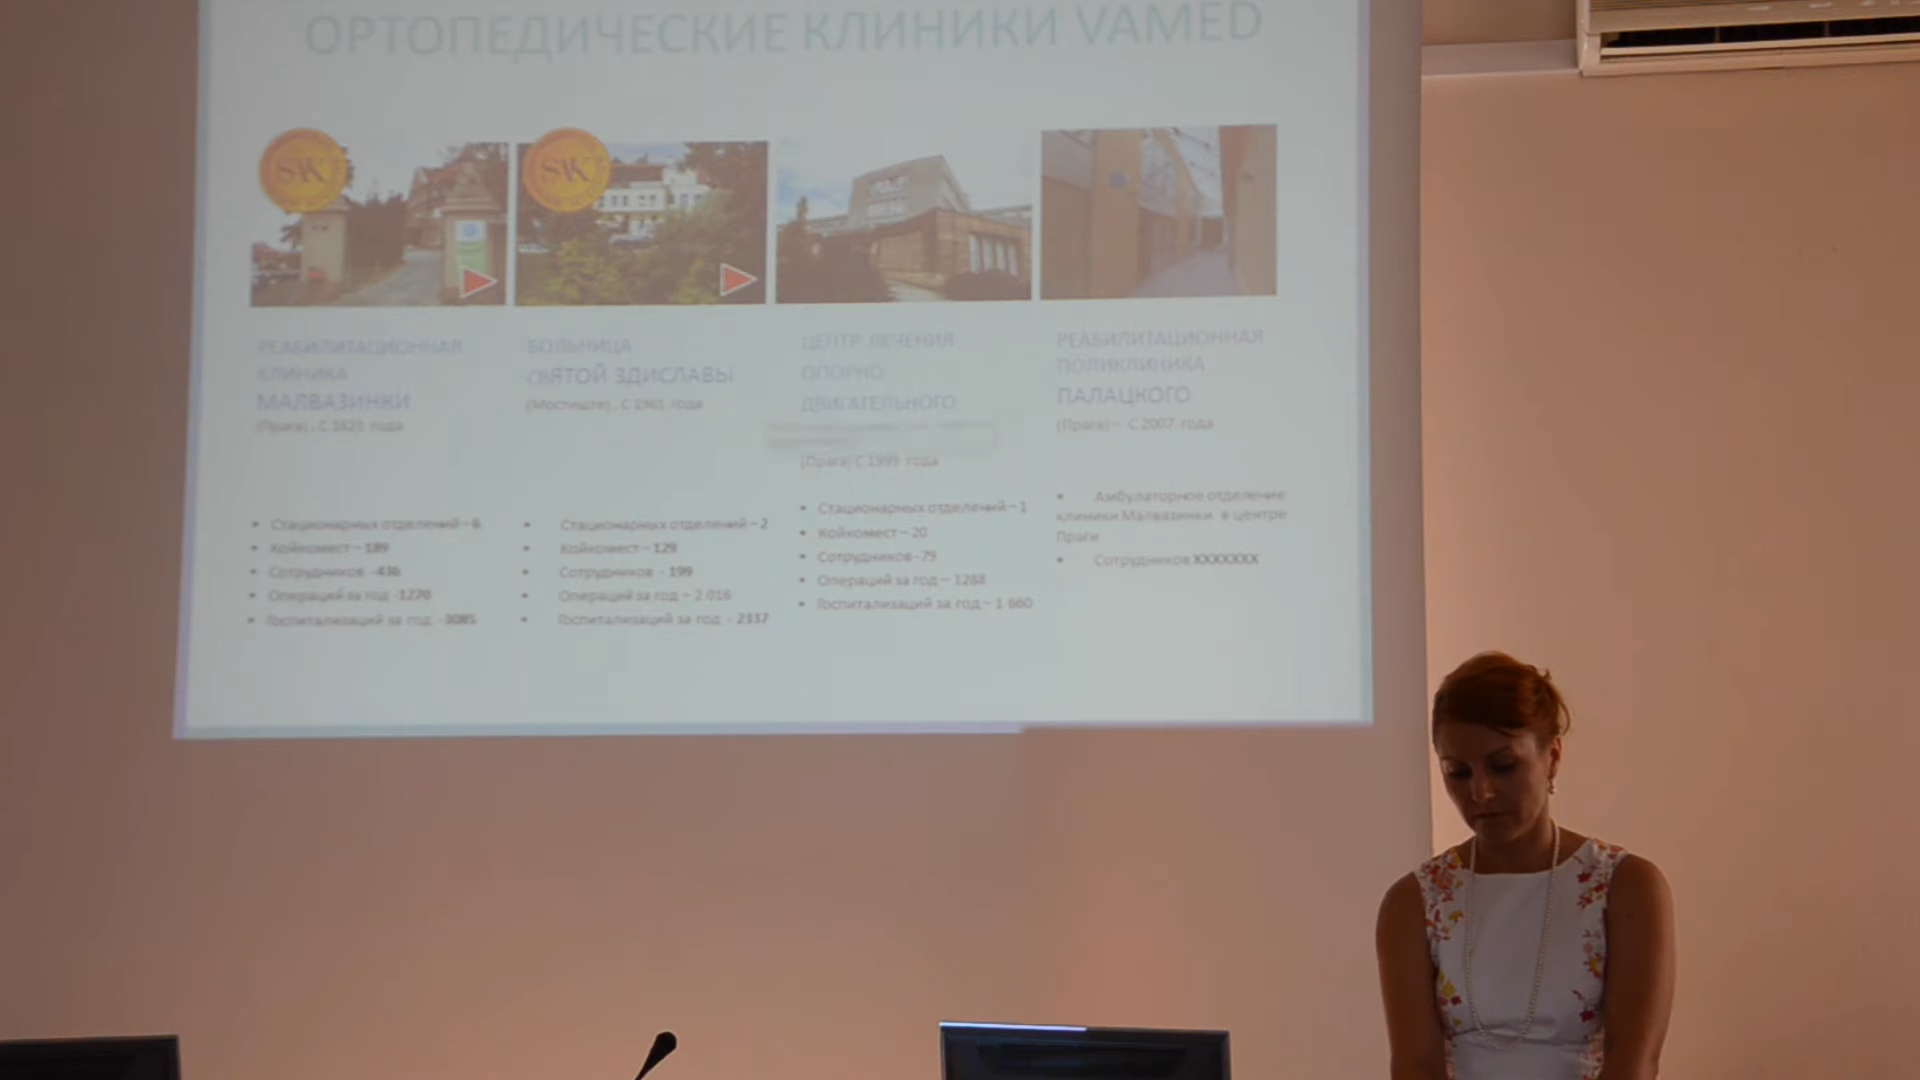 ОРТОПЕДИЧЕСКИЕ КЛИНИКИ VAMED
SAK
SAK
РЕАБИЛИТАЦИОННАЯ
КЛИНИКА
МАЛВАЗИНКИ
(Прага). С 1823 года
• Стационарных отделений – 6
• Койкомест – 189
• Сотрудников -436
• Операций за год -1270
• Госпитализаций за год -3085
БОЛЬНИЦА
СВЯТОЙ ЗДИСЛАВЫ
(Мостиште). С года
• Стационарных отделений – 2
• Койкомест – 129
• Сотрудников - 199
• Операций за год – 2 016
• Госпитализаций за год - 2337
ЦЕНТР ЛЕЧЕНИЯ
ОПОРНО
ДВИГАТЕЛЬНОГО
(Прага) С 1999 года
• Стационарных отделений – 1
• Койкомест – 20
• Сотрудников -79
• Операций за год – 1288
• Госпитализаций за год – 1 660
РЕАБИЛИТАЦИОННАЯ
ПОЛИКЛИНИКА
ПАЛАЦКОГО
(Прага) – С 2007 года
• Амбулаторное отделение
клиники Малвазинки в центре
Праги
• Сотрудников XXXXXXX